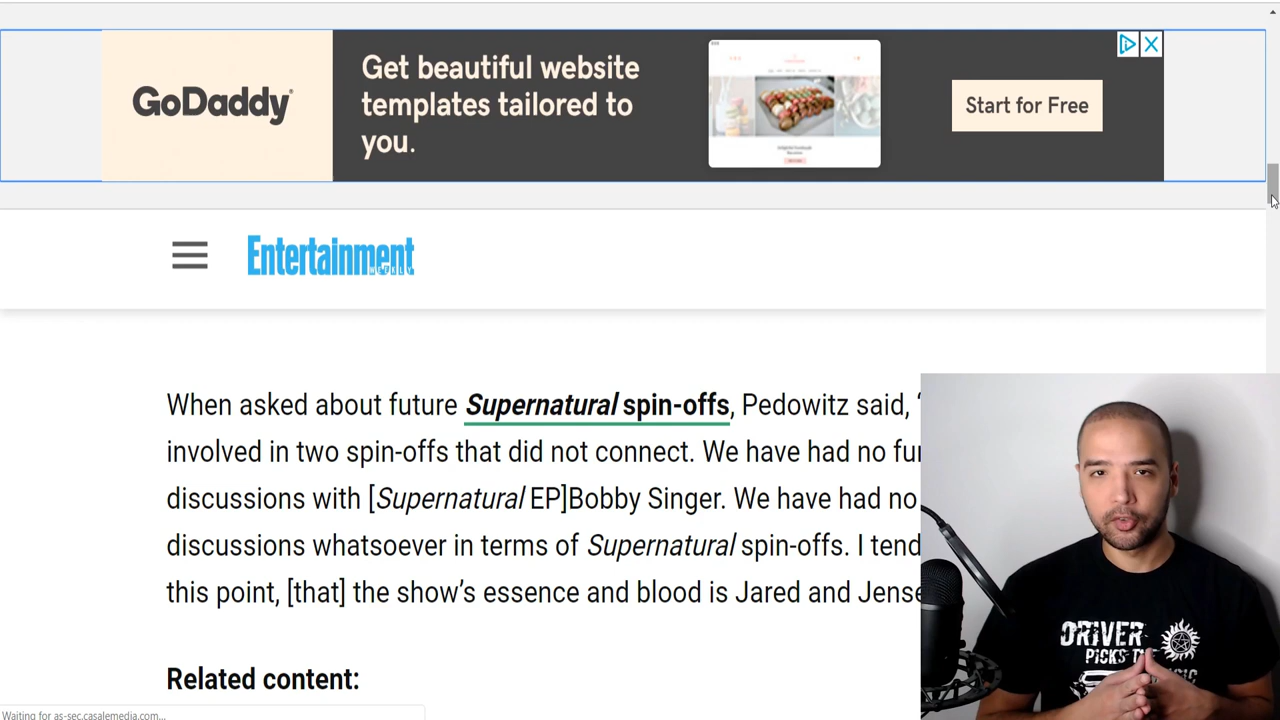 GoDaddy
Get beautiful website
templates tailored to
you.
Start for Free
Entertainment
WEEKLY
When asked about future Supernatural spin-offs, Pedowitz said, “
involved in two spin-offs that did not connect. We have had no fur
discussions with [Supernatural EP]Bobby Singer. We have had no
discussions whatsoever in terms of Supernatural spin-offs. I tend
this point, [that] the show’s essence and blood is Jared and Jense
DRIVER
PICKS
Related content:
Waiting for as-sec.casalemedia.com...